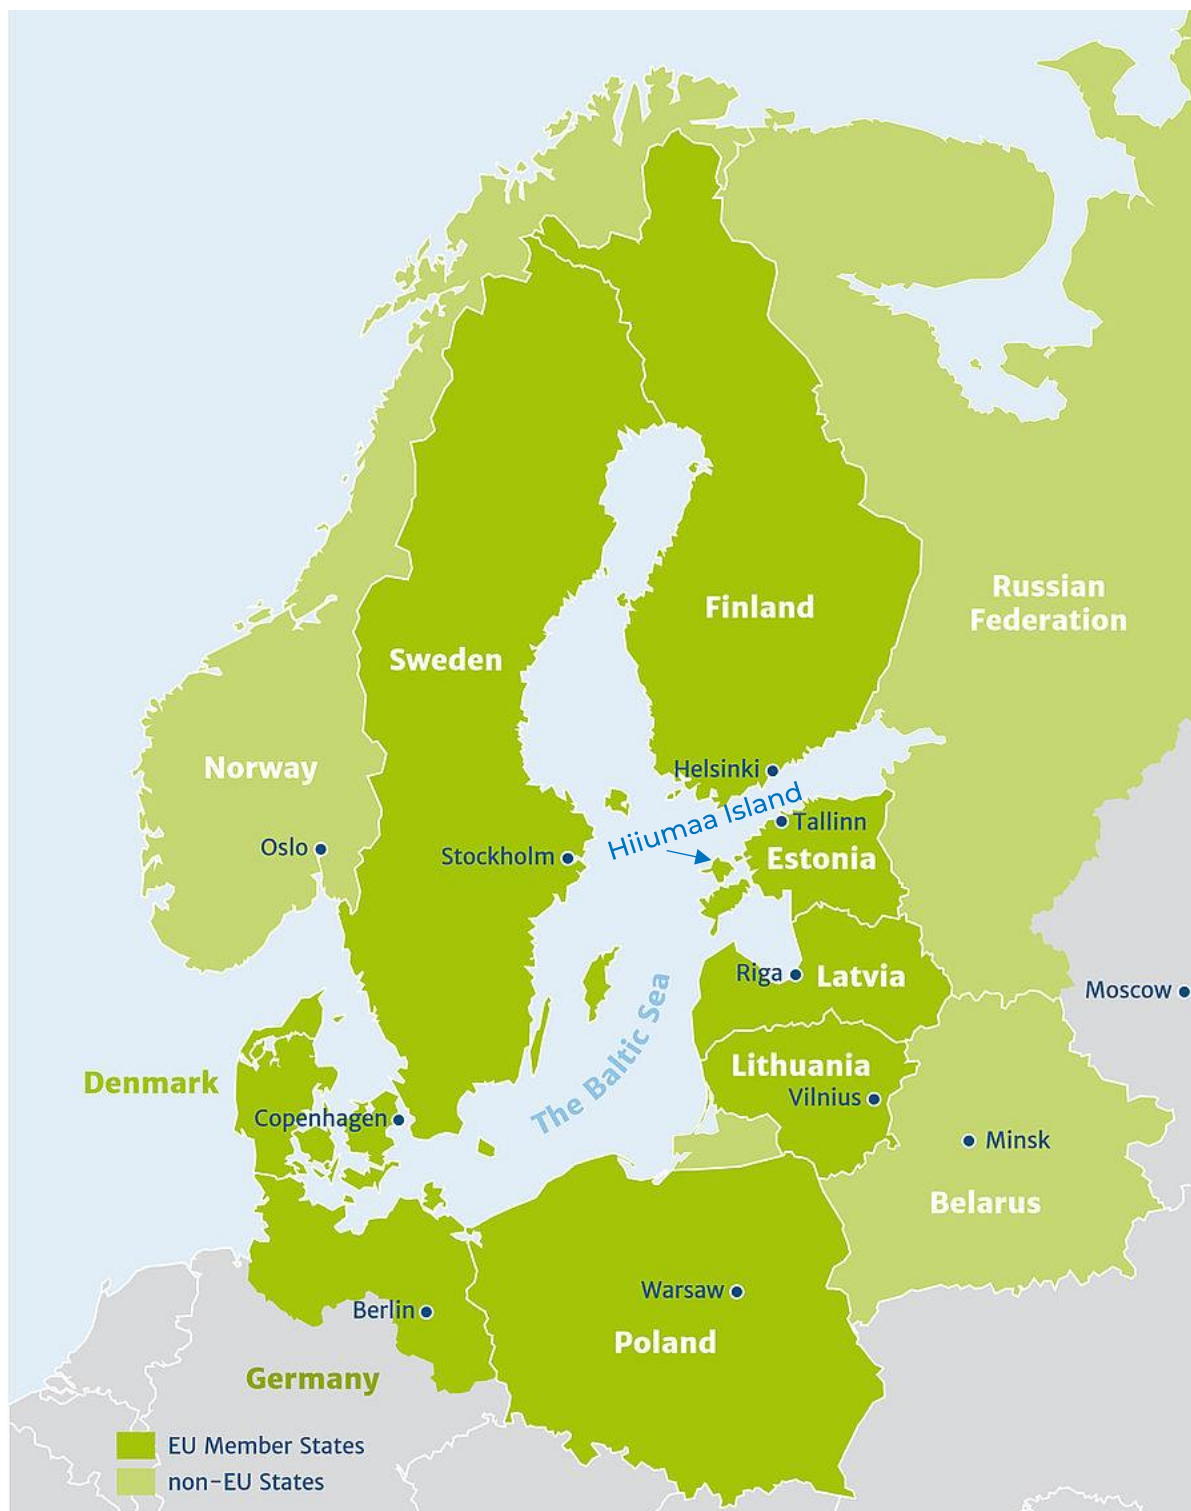 Russian
Federation
Finland
Sweden
Norway
Helsinki
Hiiumaa Island
Tallinn
Oslo
Stockholm
Estonia
Riga
Latvia
Moscow
The Baltic Sea
Lithuania
Denmark
Vilnius
Copenhagen
Minsk
Belarus
Warsaw
Berlin
Poland
Germany
EU Member States
non-EU States